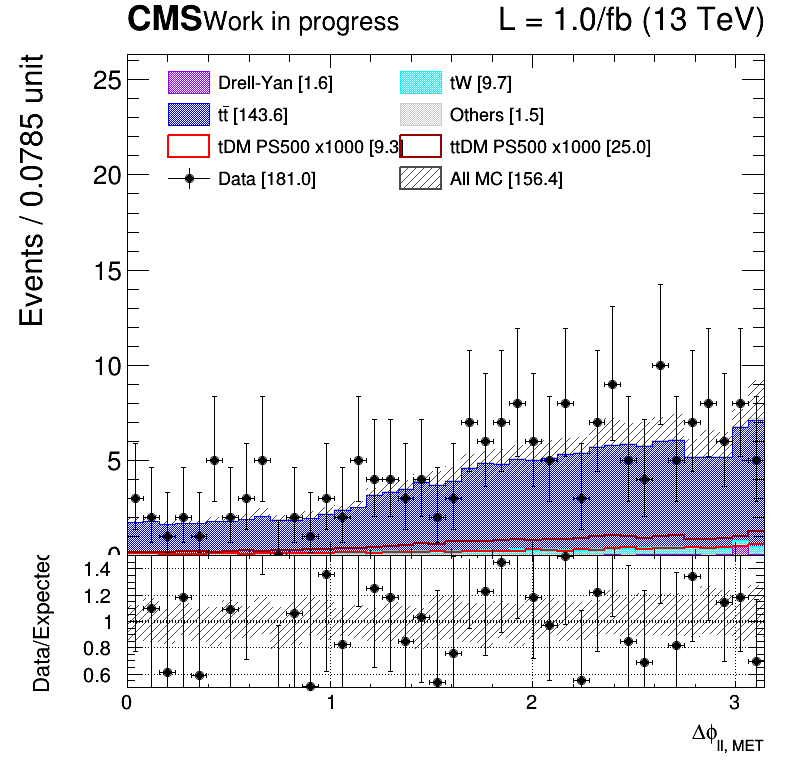 CMS Work in progress L = 1.0/fb (13 TeV)
Events / 0.0785 unit
25
20
15
10
5
0
Drell-Yan [1.6]
tW [9.7]
tt̄ [143.6]
Others [1.5]
tDM PS500 x1000 [9.3
ttDM PS500 x1000 [25.0]
Data [181.0]
All MC [156.4]
Data/Expected
1.4
1.2
1
0.8
0.6
0 1 2 3
Δϕll, MET